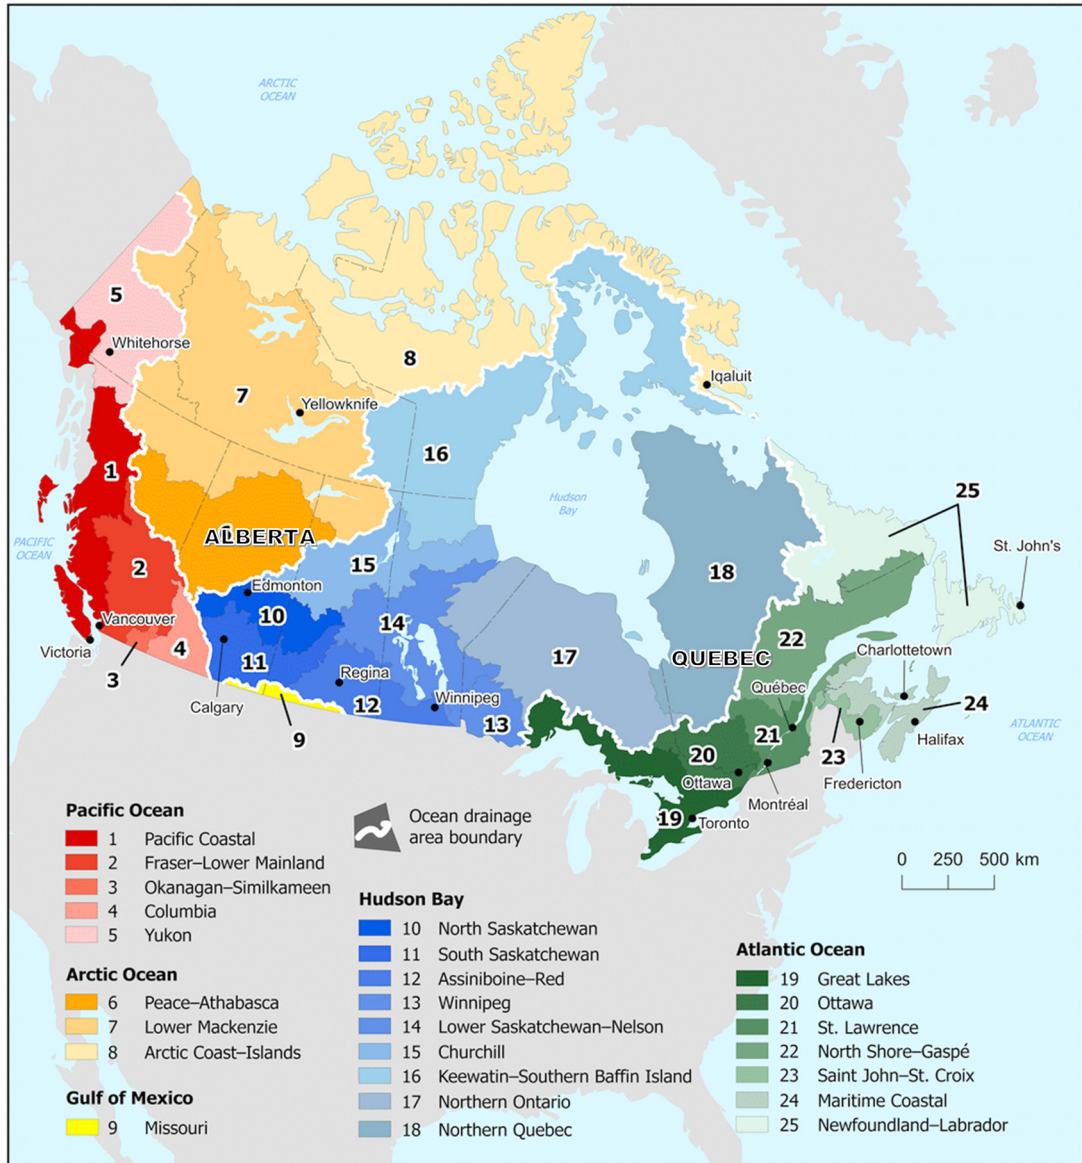 ARCTIC
OCEAN
5
Whitehorse
8
Iqaluit
7
Yellowknife
16
1
25
Hudson
Bay
ALBERTA
PACIFIC
OCEAN
St. John's
2
15
18
Edmonton
10
14
Vancouver
22
Victoria
4
17
QUEBEC
Charlottetown
11
Regina
3
Québec
Calgary
12
Winnipeg
13
24
ATLANTIC
OCEAN
9
21
Halifax
20
23
Ottawa
Fredericton
Montréal
19
Toronto
Pacific Ocean
1 Pacific Coastal
2 Fraser–Lower Mainland
3 Okanagan–Similkameen
4 Columbia
5 Yukon
Arctic Ocean
6 Peace–Athabasca
7 Lower Mackenzie
8 Arctic Coast–Islands
Gulf of Mexico
9 Missouri
Ocean drainage
area boundary
Hudson Bay
10 North Saskatchewan
11 South Saskatchewan
12 Assiniboine–Red
13 Winnipeg
14 Lower Saskatchewan–Nelson
15 Churchill
16 Keewatin–Southern Baffin Island
17 Northern Ontario
18 Northern Quebec
0 250 500 km
Atlantic Ocean
19 Great Lakes
20 Ottawa
21 St. Lawrence
22 North Shore–Gaspé
23 Saint John–St. Croix
24 Maritime Coastal
25 Newfoundland–Labrador